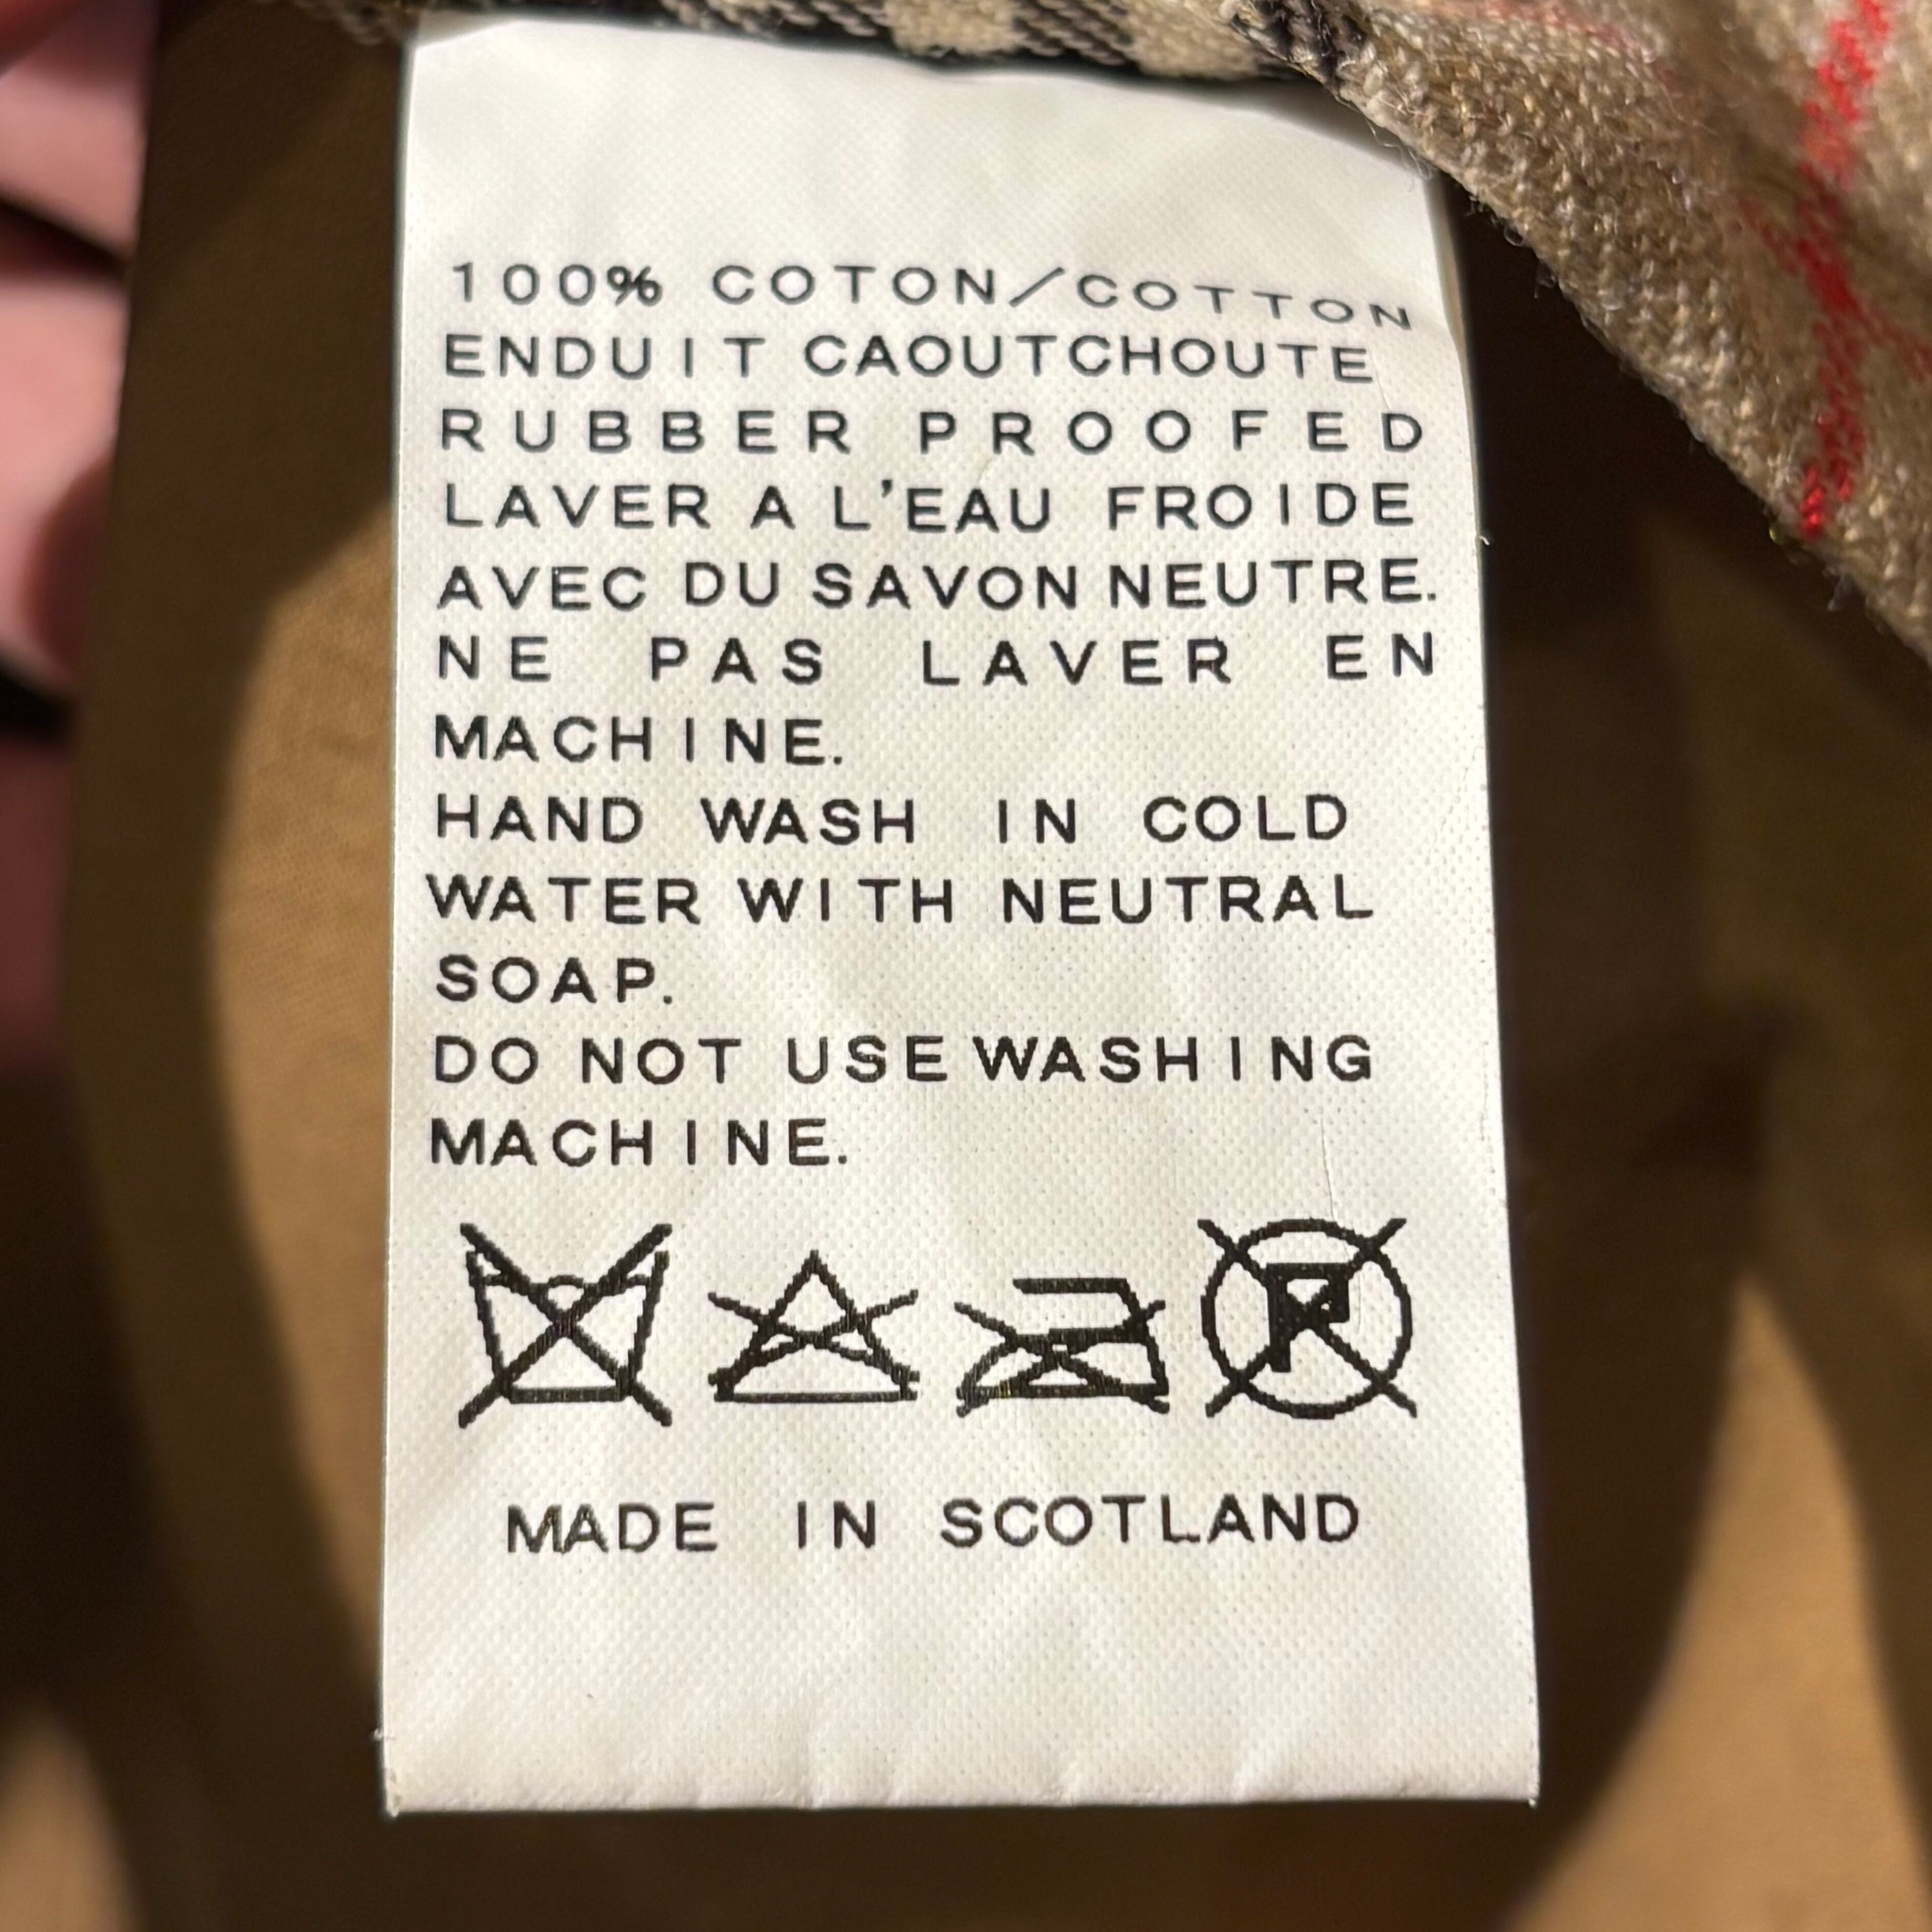 100% COTON/COTTON
ENDUIT CAOUTCHOUTE
RUBBER PROOFED
LAVER A L'EAU FROIDE
AVEC DU SAVON NEUTRE.
NE PAS LAVER EN
MACHINE.
HAND WASH IN COLD
WATER WITH NEUTRAL
SOAP.
DO NOT USE WASHING
MACHINE.
P
MADE IN SCOTLAND